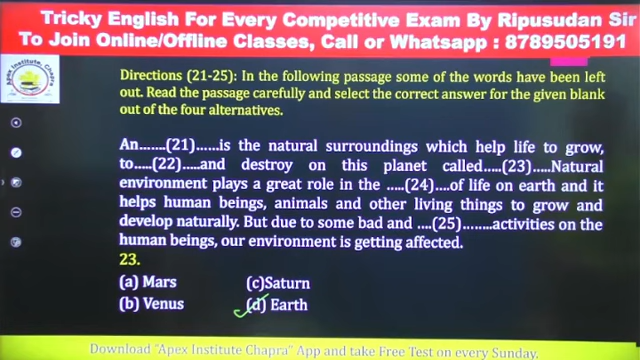 Tricky English For Every Competitive Exam By Ripusudan Sir
To Join Online/Offline Classes, Call or Whatsapp : 8789505191
Apex Institute, Chapra
Directions (21-25): In the following passage some of the words have been left
out. Read the passage carefully and select the correct answer for the given blank
out of the four alternatives.
An.......(21)......is the natural surroundings which help life to grow,
to.....(22).....and destroy on this planet called.....(23).....Natural
environment plays a great role in the .....(24)....of life on earth and it
helps human beings, animals and other living things to grow and
develop naturally. But due to some bad and ....(25)........activities on the
human beings, our environment is getting affected.
23.
(a) Mars (c)Saturn
(b) Venus (d) Earth
Download "Apex Institute Chapra" App and take Free Test on every Sunday.